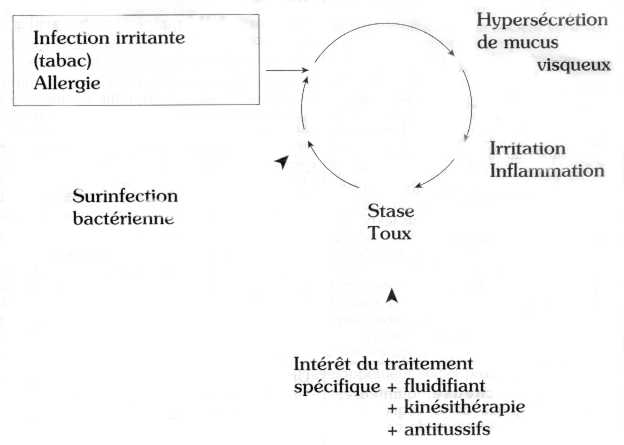 Infection irritante
(tabac)
Allergie
Hypersécrétion
de mucus
visqueux
Irritation
Inflammation
Stase
Toux
Surinfection
bactérienne
Intérêt du traitement
spécifique + fluidifiant
+ kinésithérapie
+ antitussifs